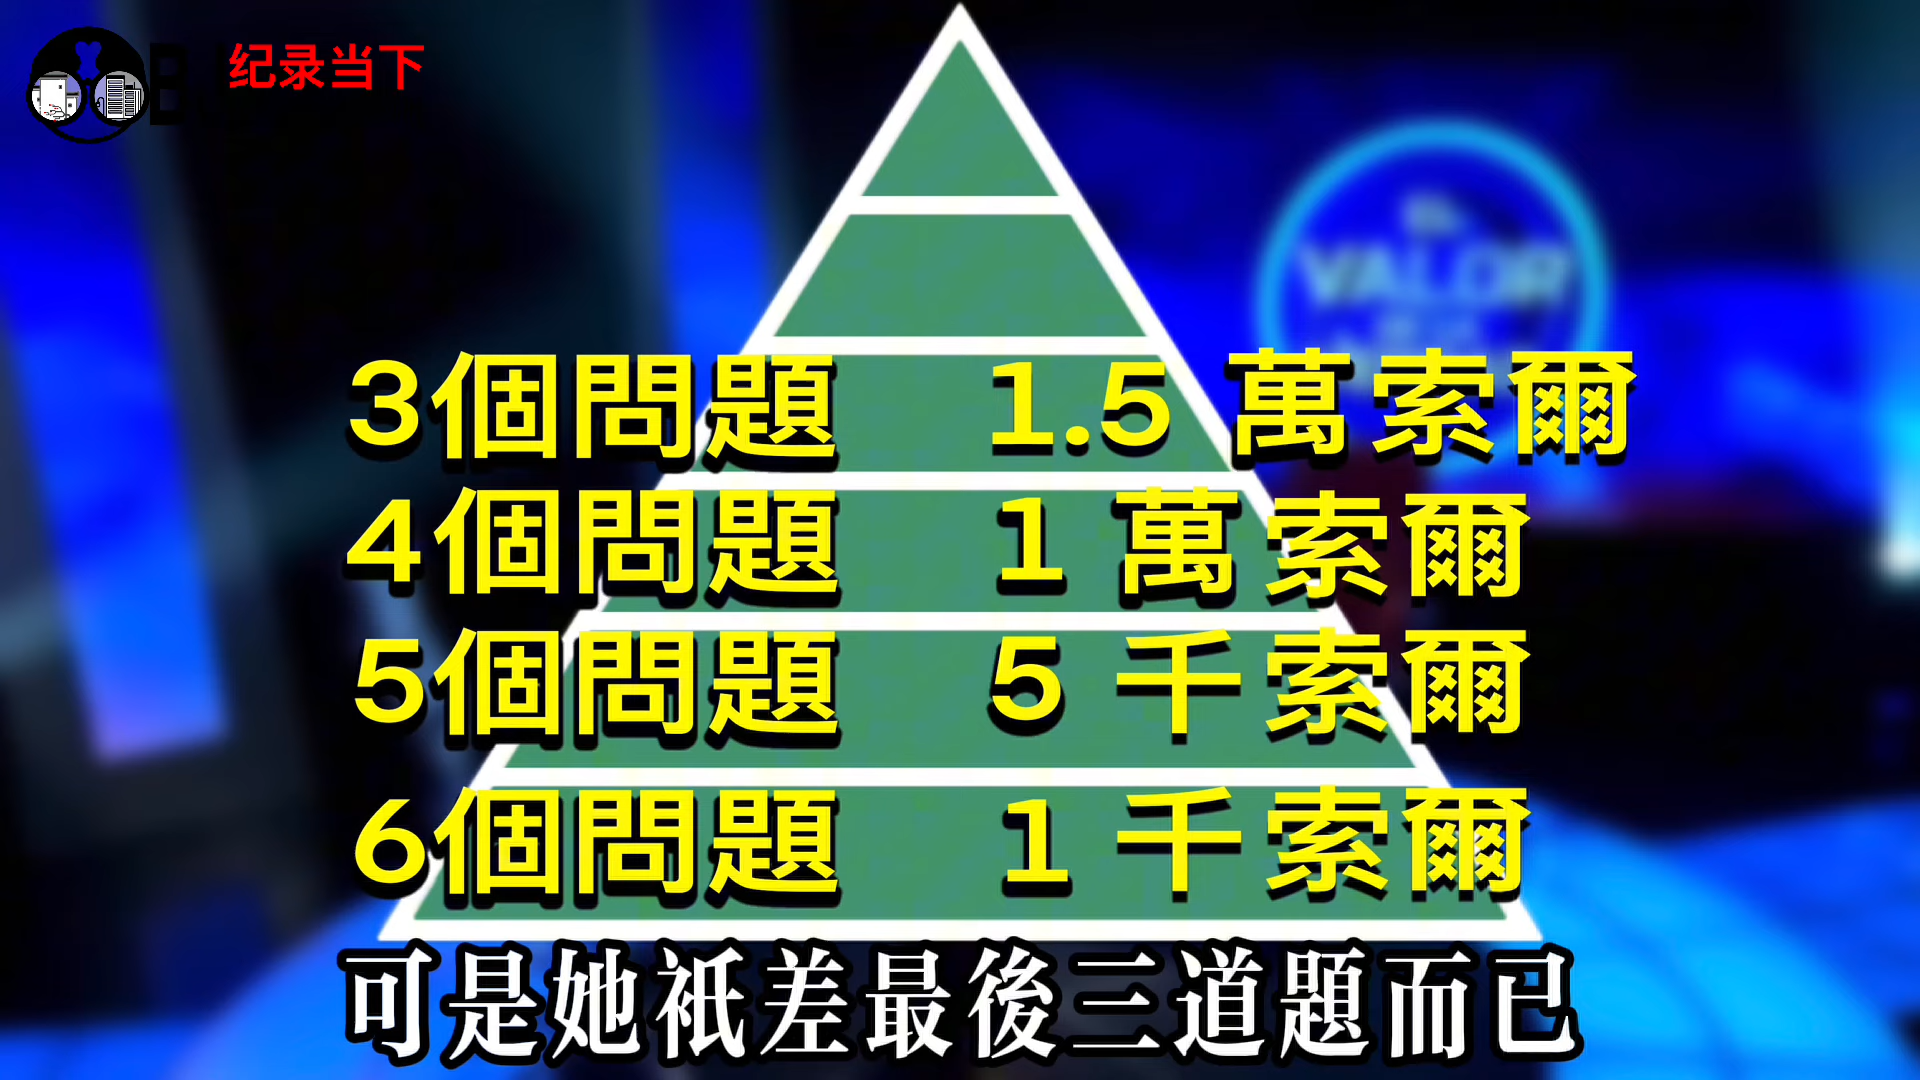 纪录当下
VALOR
3個問題 1.5 萬索爾
4個問題 1 萬索爾
5個問題 5 千索爾
6個問題 1 千索爾
可是她衹差最後三道題而已